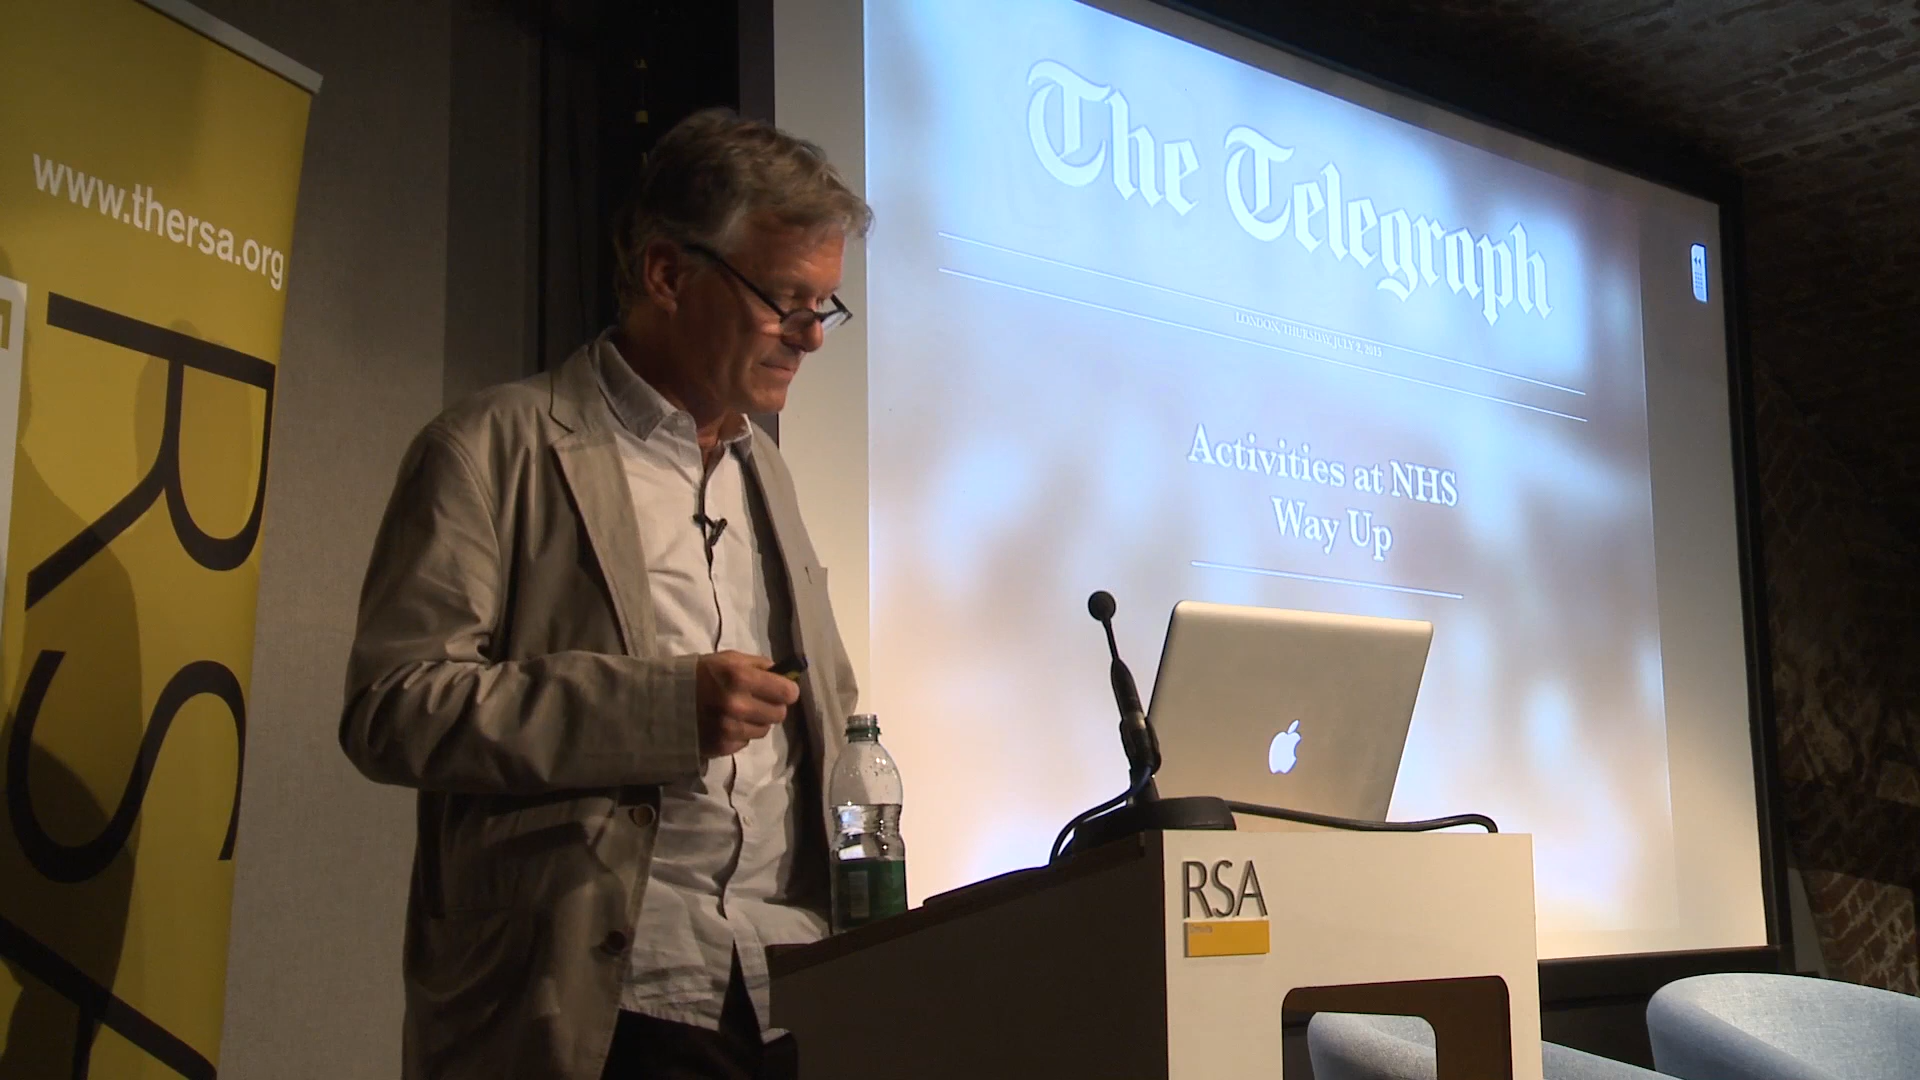 www.thersa.org
RSA
The Telegraph
LONDON, THURSDAY, JULY 2, 2015
Activities at NHS
Way Up
RSA